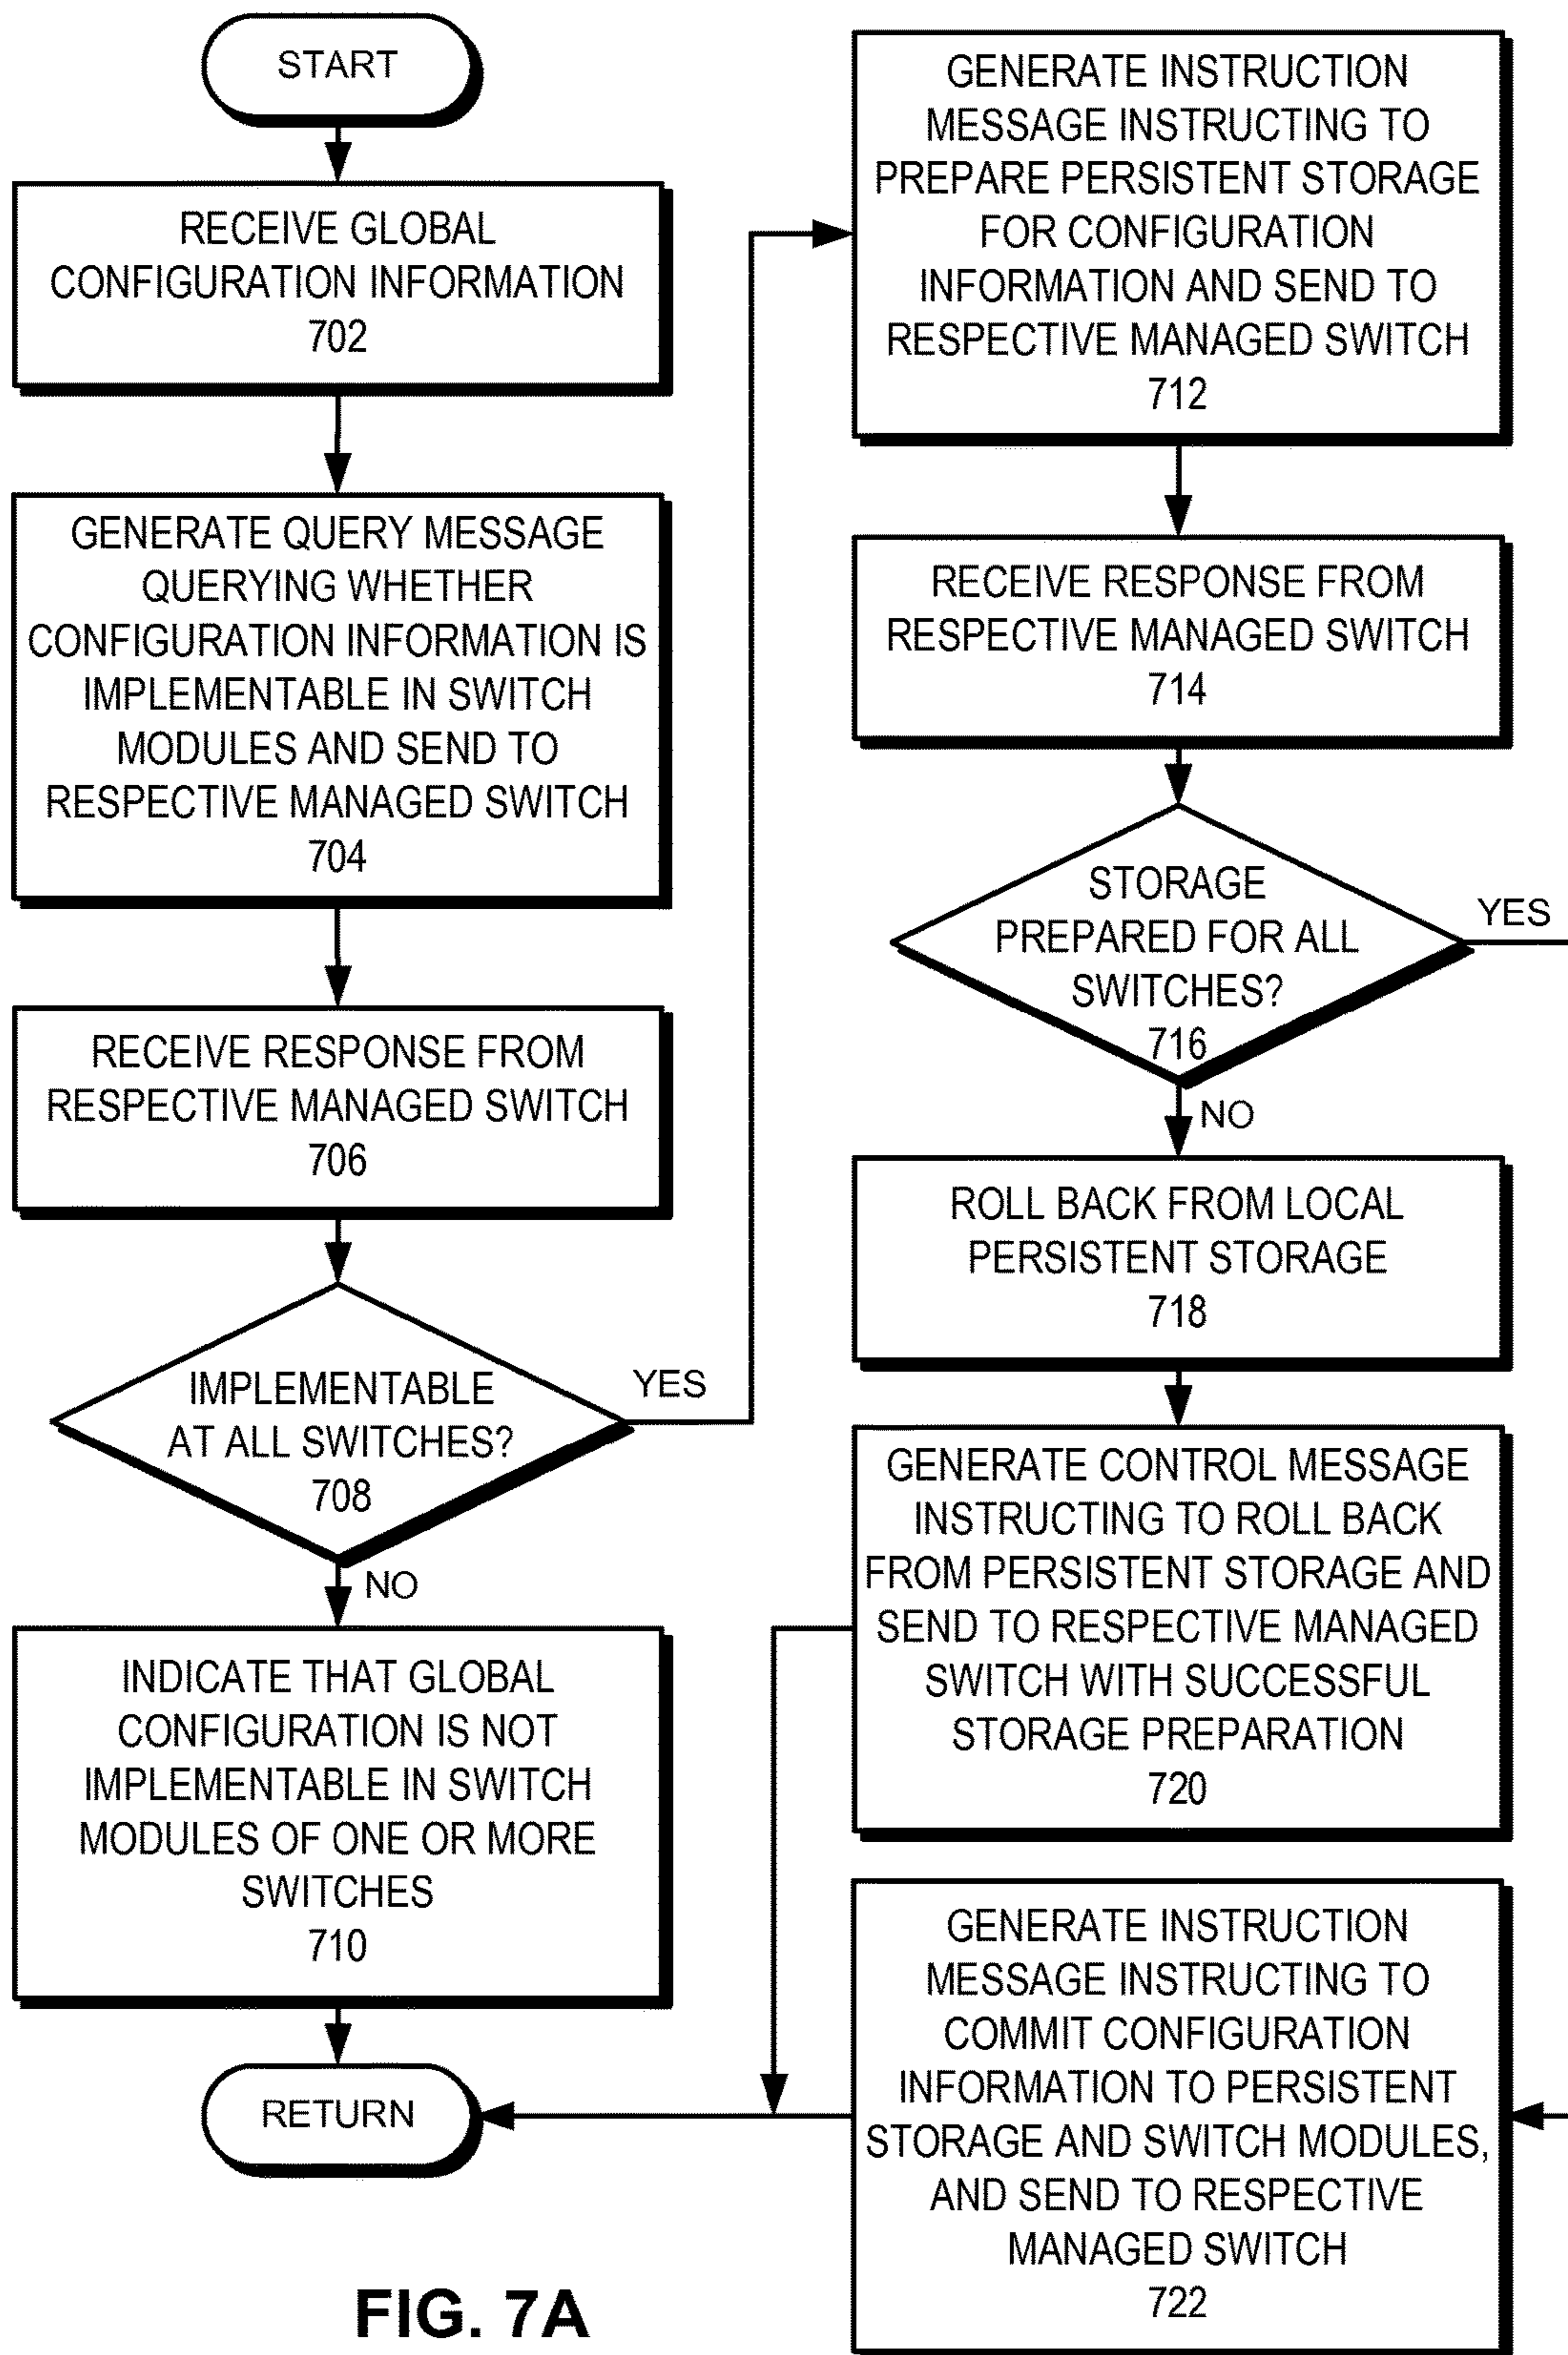 START
RECEIVE GLOBAL
CONFIGURATION INFORMATION
702
GENERATE QUERY MESSAGE
QUERYING WHETHER
CONFIGURATION INFORMATION IS
IMPLEMENTABLE IN SWITCH
MODULES AND SEND TO
RESPECTIVE MANAGED SWITCH
704
RECEIVE RESPONSE FROM
RESPECTIVE MANAGED SWITCH
706
IMPLEMENTABLE
AT ALL SWITCHES?
708
YES
NO
INDICATE THAT GLOBAL
CONFIGURATION IS NOT
IMPLEMENTABLE IN SWITCH
MODULES OF ONE OR MORE
SWITCHES
710
RETURN
GENERATE INSTRUCTION
MESSAGE INSTRUCTING TO
PREPARE PERSISTENT STORAGE
FOR CONFIGURATION
INFORMATION AND SEND TO
RESPECTIVE MANAGED SWITCH
712
RECEIVE RESPONSE FROM
RESPECTIVE MANAGED SWITCH
714
STORAGE
PREPARED FOR ALL
SWITCHES?
716
YES
NO
ROLL BACK FROM LOCAL
PERSISTENT STORAGE
718
GENERATE CONTROL MESSAGE
INSTRUCTING TO ROLL BACK
FROM PERSISTENT STORAGE AND
SEND TO RESPECTIVE MANAGED
SWITCH WITH SUCCESSFUL
STORAGE PREPARATION
720
GENERATE INSTRUCTION
MESSAGE INSTRUCTING TO
COMMIT CONFIGURATION
INFORMATION TO PERSISTENT
STORAGE AND SWITCH MODULES,
AND SEND TO RESPECTIVE
MANAGED SWITCH
722
FIG. 7A